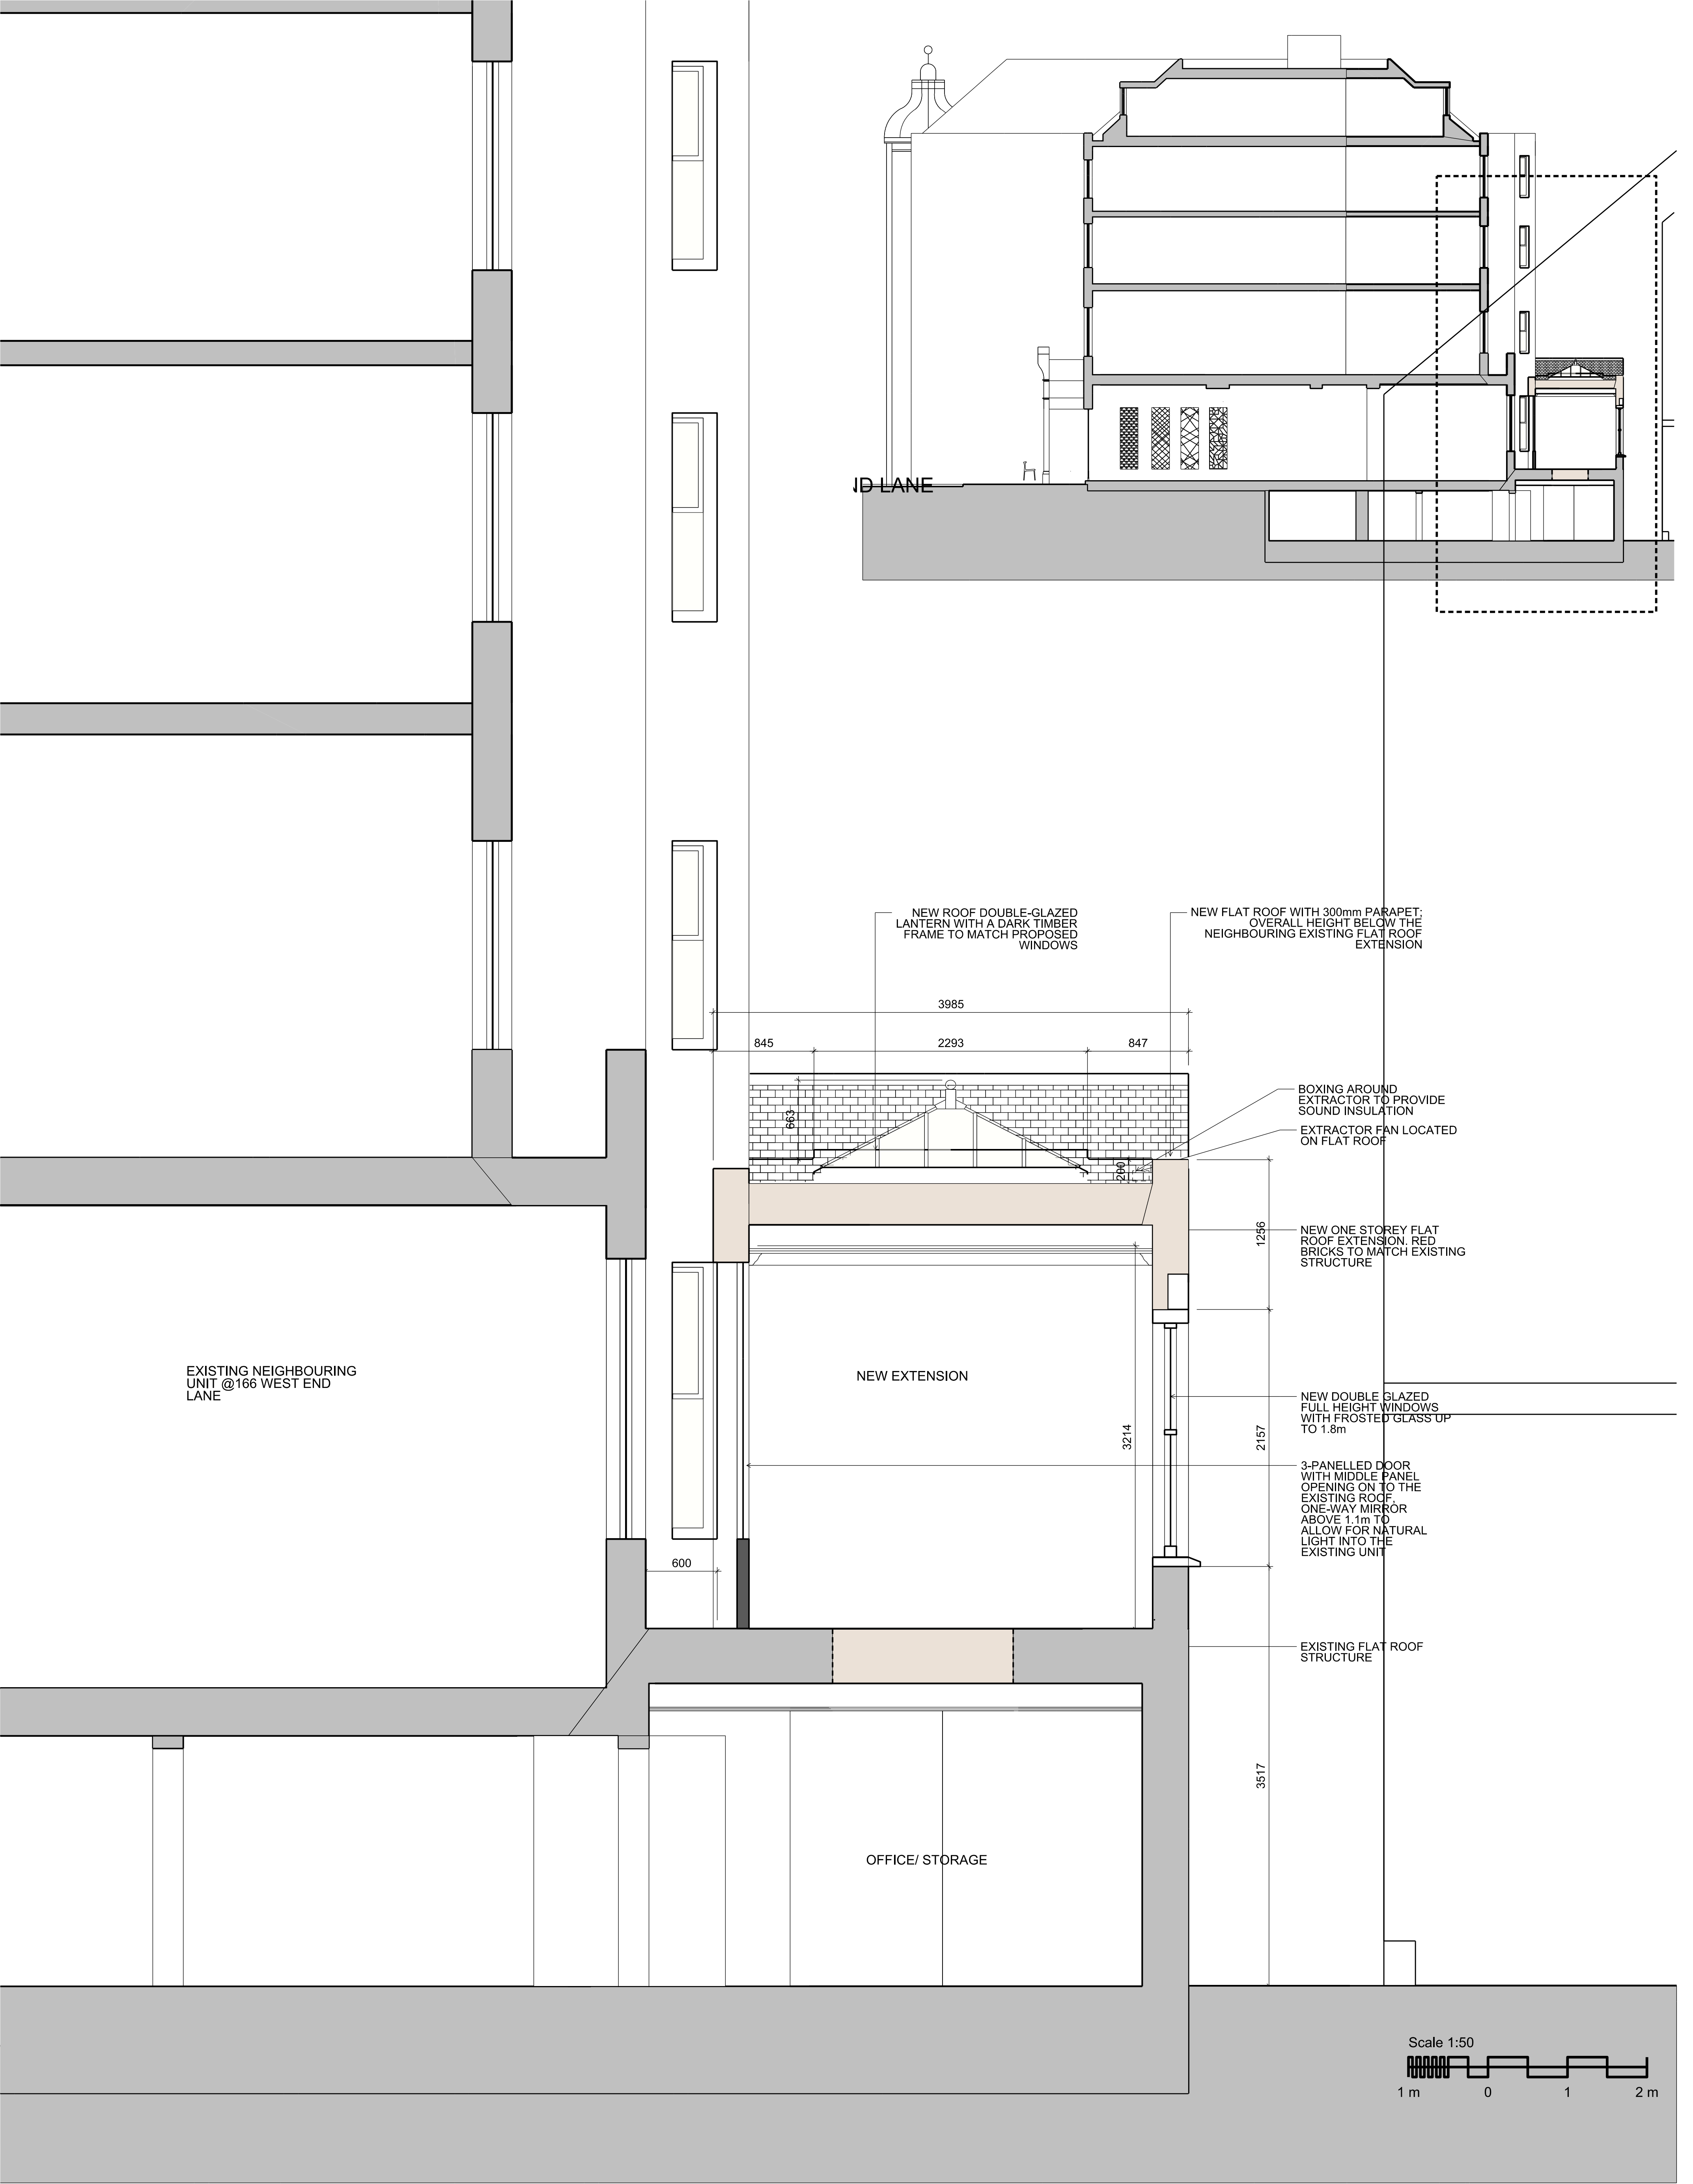 ND LANE
NEW ROOF DOUBLE-GLAZED
LANTERN WITH A DARK TIMBER
FRAME TO MATCH PROPOSED
WINDOWS
NEW FLAT ROOF WITH 300mm PARAPET;
OVERALL HEIGHT BELOW THE
NEIGHBOURING EXISTING FLAT ROOF
EXTENSION
3985
845
2293
847
663
200
BOXING AROUND
EXTRACTOR TO PROVIDE
SOUND INSULATION
EXTRACTOR FAN LOCATED
ON FLAT ROOF
1256
NEW ONE STOREY FLAT
ROOF EXTENSION. RED
BRICKS TO MATCH EXISTING
STRUCTURE
EXISTING NEIGHBOURING
UNIT @166 WEST END
LANE
NEW EXTENSION
3214
2157
NEW DOUBLE GLAZED
FULL HEIGHT WINDOWS
WITH FROSTED GLASS UP
TO 1.8m
3-PANELLED DOOR
WITH MIDDLE PANEL
OPENING ON TO THE
EXISTING ROOF,
ONE-WAY MIRROR
ABOVE 1.1m TO
ALLOW FOR NATURAL
LIGHT INTO THE
EXISTING UNIT
600
EXISTING FLAT ROOF
STRUCTURE
3517
OFFICE/ STORAGE
Scale 1:50
1 m 0 1 2 m